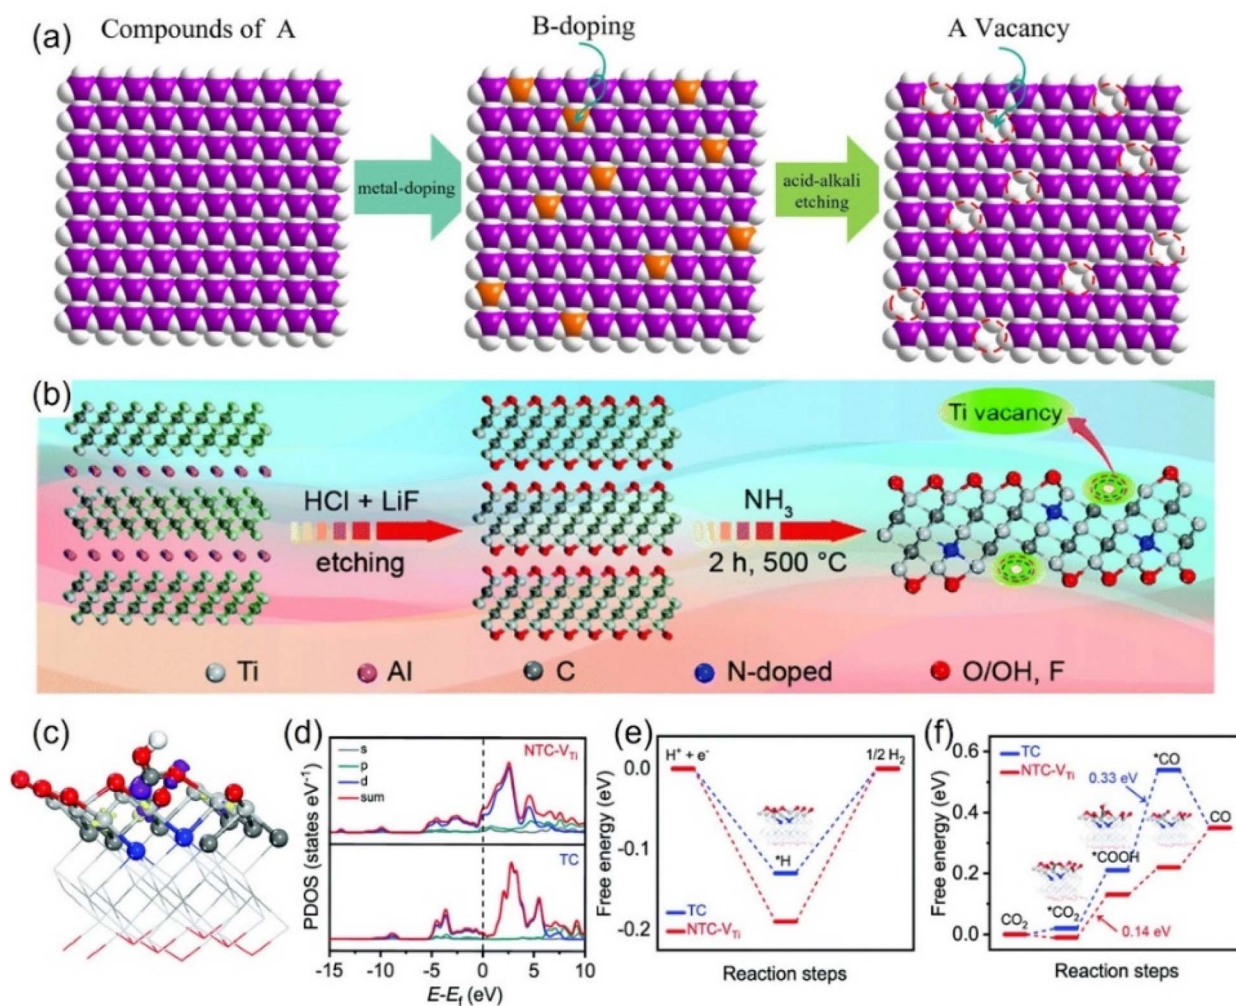 (a)
Compounds of A
B-doping
A Vacancy
metal-doping
acid-alkali
etching
(b)
Ti vacancy
HCl + LiF
etching
NH₃
2 h, 500 °C
Ti
Al
C
N-doped
O/OH, F
(c)
(d)
PDOS (states eV⁻¹)
s
p
d
sum
NTC-V_Ti
TC
-15 -10 -5 0 5 10
E-E_f (eV)
(e)
Free energy (eV)
0.0
-0.1
-0.2
H⁺ + e⁻
1/2 H₂
*H
TC
NTC-V_Ti
Reaction steps
(f)
Free energy (eV)
0.6
0.4
0.2
0.0
TC
NTC-V_Ti
*CO
0.33 eV
CO
*COOH
CO₂
*CO₂
0.14 eV
Reaction steps